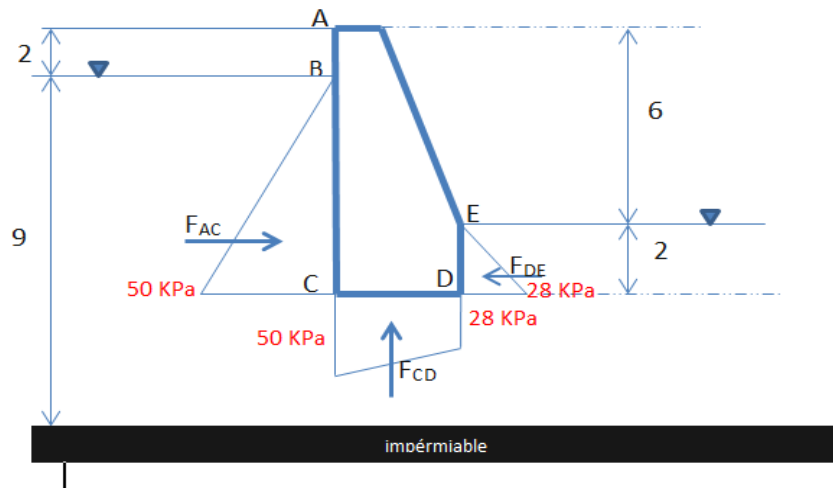 A
2
B
6
E
9
F_AC
2
F_DE
50 KPa
C
D
28 KPa
50 KPa
28 KPa
F_CD
impérmiable